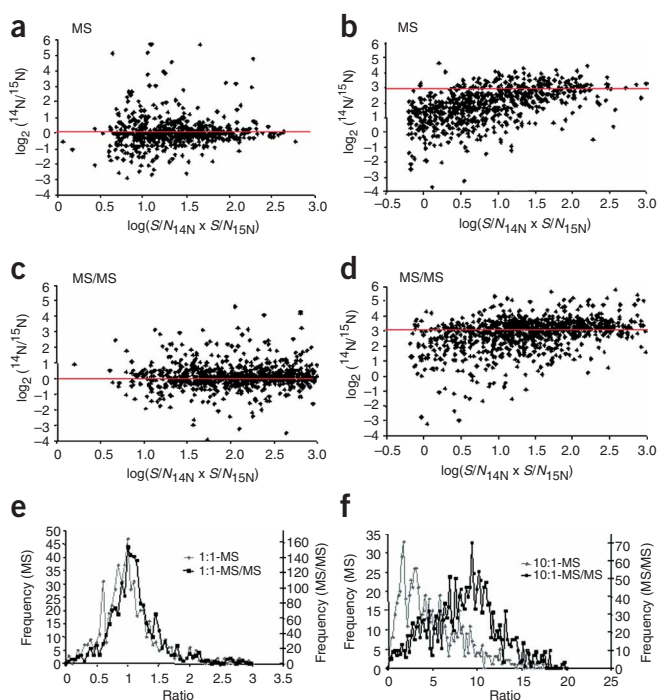 a
MS
6
5
4
3
2
1
0
–1
–2
–3
–4
log2 (14N/15N)
0 0.5 1.0 1.5 2.0 2.5 3.0
log(S/N14N x S/N15N)
b
MS
6
5
4
3
2
1
0
–1
–2
–3
–4
log2 (14N/15N)
–0.5 0 0.5 1.0 1.5 2.0 2.5 3.0
log(S/N14N x S/N15N)
c
MS/MS
6
5
4
3
2
1
0
–1
–2
–3
–4
log2 (14N/15N)
0 0.5 1.0 1.5 2.0 2.5 3.0
log(S/N14N x S/N15N)
d
MS/MS
6
5
4
3
2
1
0
–1
–2
–3
–4
log2 (14N/15N)
–0.5 0 0.5 1.0 1.5 2.0 2.5 3.0
log(S/N14N x S/N15N)
e
50
45
40
35
30
25
20
15
10
5
0
Frequency (MS)
1:1-MS
1:1-MS/MS
160
140
120
100
80
60
40
20
0
Frequency (MS/MS)
0 0.5 1.0 1.5 2.0 2.5 3.0 3.5
Ratio
f
35
30
25
20
15
10
5
0
Frequency (MS)
10:1-MS
10:1-MS/MS
70
60
50
40
30
20
10
0
Frequency (MS/MS)
0 5 10 15 20 25
Ratio